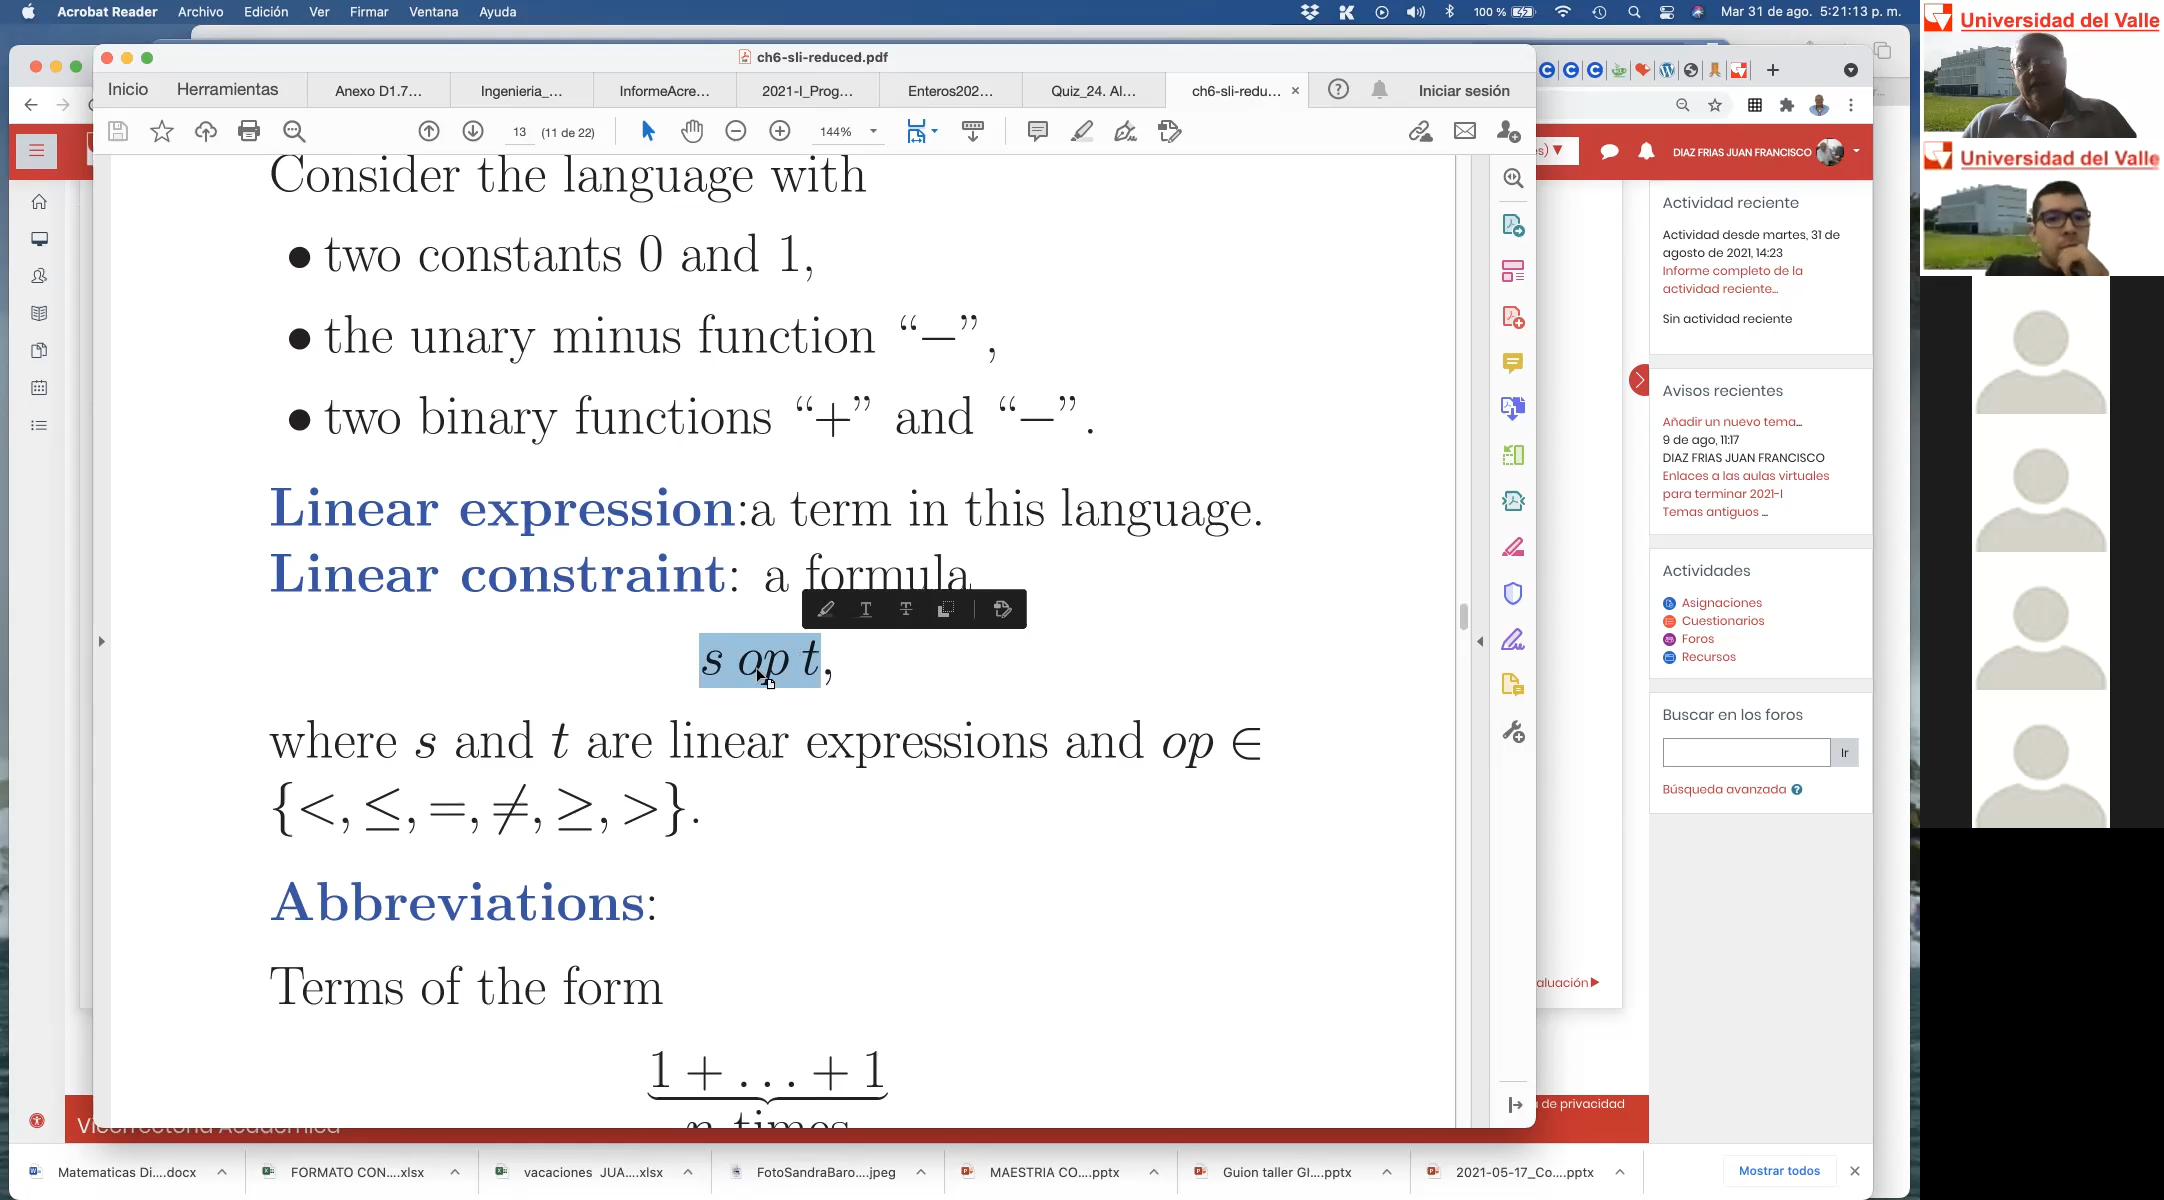 Acrobat Reader Archivo Edición Ver Firmar Ventana Ayuda
100 % Mar 31 de ago. 5:21:13 p. m.
ch6-sli-reduced.pdf
Inicio Herramientas Anexo D1.7... Ingenieria_... InformeAcre... 2021-I_Prog... Enteros202... Quiz_24. Al... ch6-sli-redu... Iniciar sesión
13 (11 de 22) 144%
Consider the language with
• two constants 0 and 1,
• the unary minus function “−”,
• two binary functions “+” and “−”.
Linear expression:a term in this language.
Linear constraint: a formula
s op t,
where s and t are linear expressions and op ∈
{<, ≤, =, ≠, ≥, >}.
Abbreviations:
Terms of the form
1 + . . . + 1
n times
DIAZ FRIAS JUAN FRANCISCO
Actividad reciente
Actividad desde martes, 31 de
agosto de 2021, 14:23
Informe completo de la
actividad reciente...
Sin actividad reciente
Avisos recientes
Añadir un nuevo tema...
9 de ago, 11:17
DIAZ FRIAS JUAN FRANCISCO
Enlaces a las aulas virtuales
para terminar 2021-I
Temas antiguos ...
Actividades
Asignaciones
Cuestionarios
Foros
Recursos
Buscar en los foros
Ir
Búsqueda avanzada
aluación
de privacidad
Vicerrectoría Académica
Matematicas Di....docx FORMATO CON....xlsx vacaciones JUA....xlsx FotoSandraBaro....jpeg MAESTRIA CO....pptx Guion taller GI....pptx 2021-05-17_Co....pptx Mostrar todos
Universidad del Valle
Universidad del Valle